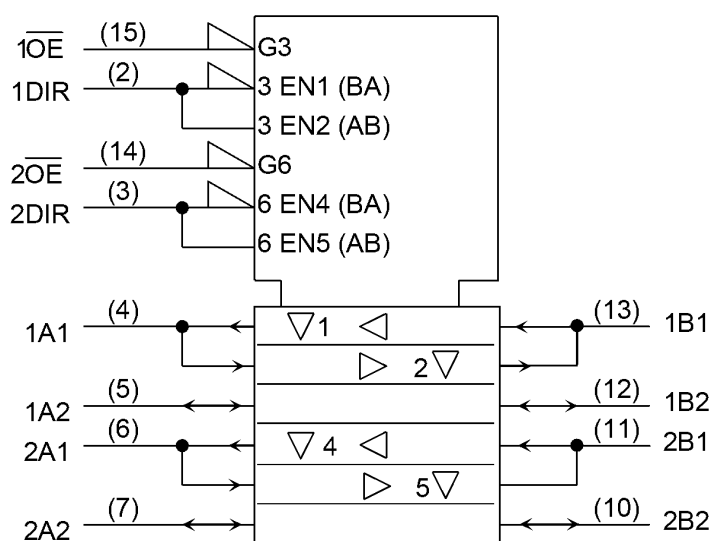 1O̅E̅ (15) G3
1DIR (2) 3 EN1 (BA)
3 EN2 (AB)
2O̅E̅ (14) G6
2DIR (3) 6 EN4 (BA)
6 EN5 (AB)
1A1 (4) ▽1 ◁ (13) 1B1
▷ 2▽
1A2 (5) (12) 1B2
2A1 (6) ▽4 ◁ (11) 2B1
▷ 5▽
2A2 (7) (10) 2B2